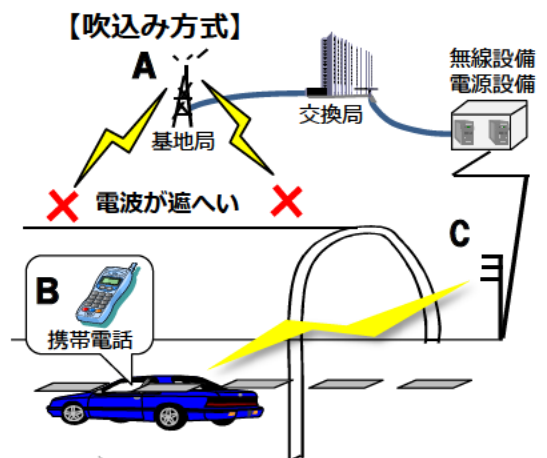 【吹込み方式】
A
基地局
交換局
無線設備
電源設備
電波が遮へい
C
B
携帯電話